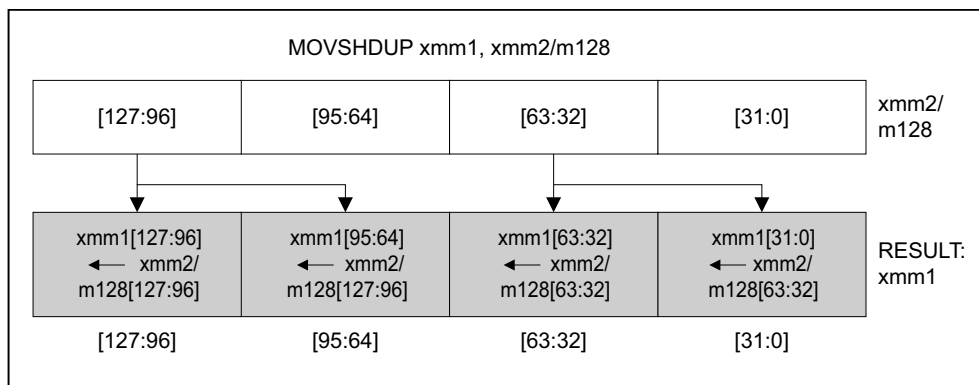 MOVSHDUP xmm1, xmm2/m128
[127:96] [95:64] [63:32] [31:0]
xmm2/
m128
xmm1[127:96] xmm1[95:64] xmm1[63:32] xmm1[31:0]
← xmm2/ ← xmm2/ ← xmm2/ ← xmm2/
m128[127:96] m128[127:96] m128[63:32] m128[63:32]
RESULT:
xmm1
[127:96] [95:64] [63:32] [31:0]